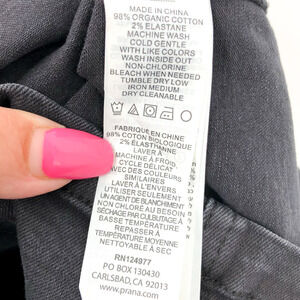 MADE IN CHINA
98% ORGANIC COTTON
2% ELASTANE
MACHINE WASH
COLD GENTLE
WITH LIKE COLORS
WASH INSIDE OUT
NON-CHLORINE
BLEACH WHEN NEEDED
TUMBLE DRY LOW
IRON MEDIUM
DRY CLEANABLE
FABRIQUÉ EN CHINE
98% COTON BIOLOGIQUE
2% ÉLASTHANNE
LAVER À
MACHINE À FROID,
CYCLE DÉLICAT
AVEC DES COULEURS
SIMILAIRES
LAVER À L'ENVERS
UTILISER SEULEMENT
UN AGENT DE BLANCHIMENT
NON CHLORÉ AU BESOIN
SÉCHAGE PAR CULBUTAGE À
BASSE TEMPÉRATURE
REPASSER À
TEMPÉRATURE MOYENNE
NETTOYABLE À SEC
RN124977
PO BOX 130430
CARLSBAD, CA 92013
www.prana.com